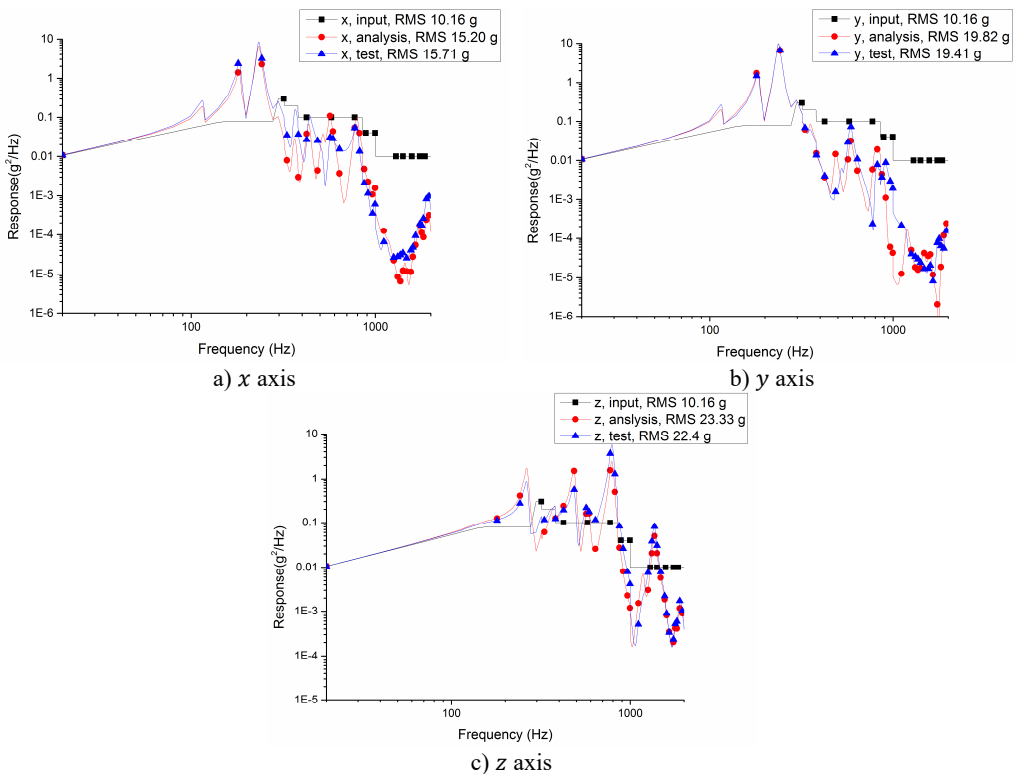 x, input, RMS 10.16 g
x, analysis, RMS 15.20 g
x, test, RMS 15.71 g
10
1
0.1
0.01
1E-3
1E-4
1E-5
1E-6
Response(g²/Hz)
100
1000
Frequency (Hz)
a) x axis
y, input, RMS 10.16 g
y, analysis, RMS 19.82 g
y, test, RMS 19.41 g
10
1
0.1
0.01
1E-3
1E-4
1E-5
1E-6
Response(g²/Hz)
100
1000
Frequency (Hz)
b) y axis
z, input, RMS 10.16 g
z, anslysis, RMS 23.33 g
z, test, RMS 22.4 g
10
1
0.1
0.01
1E-3
1E-4
1E-5
Response(g²/Hz)
100
1000
Frequency (Hz)
c) z axis